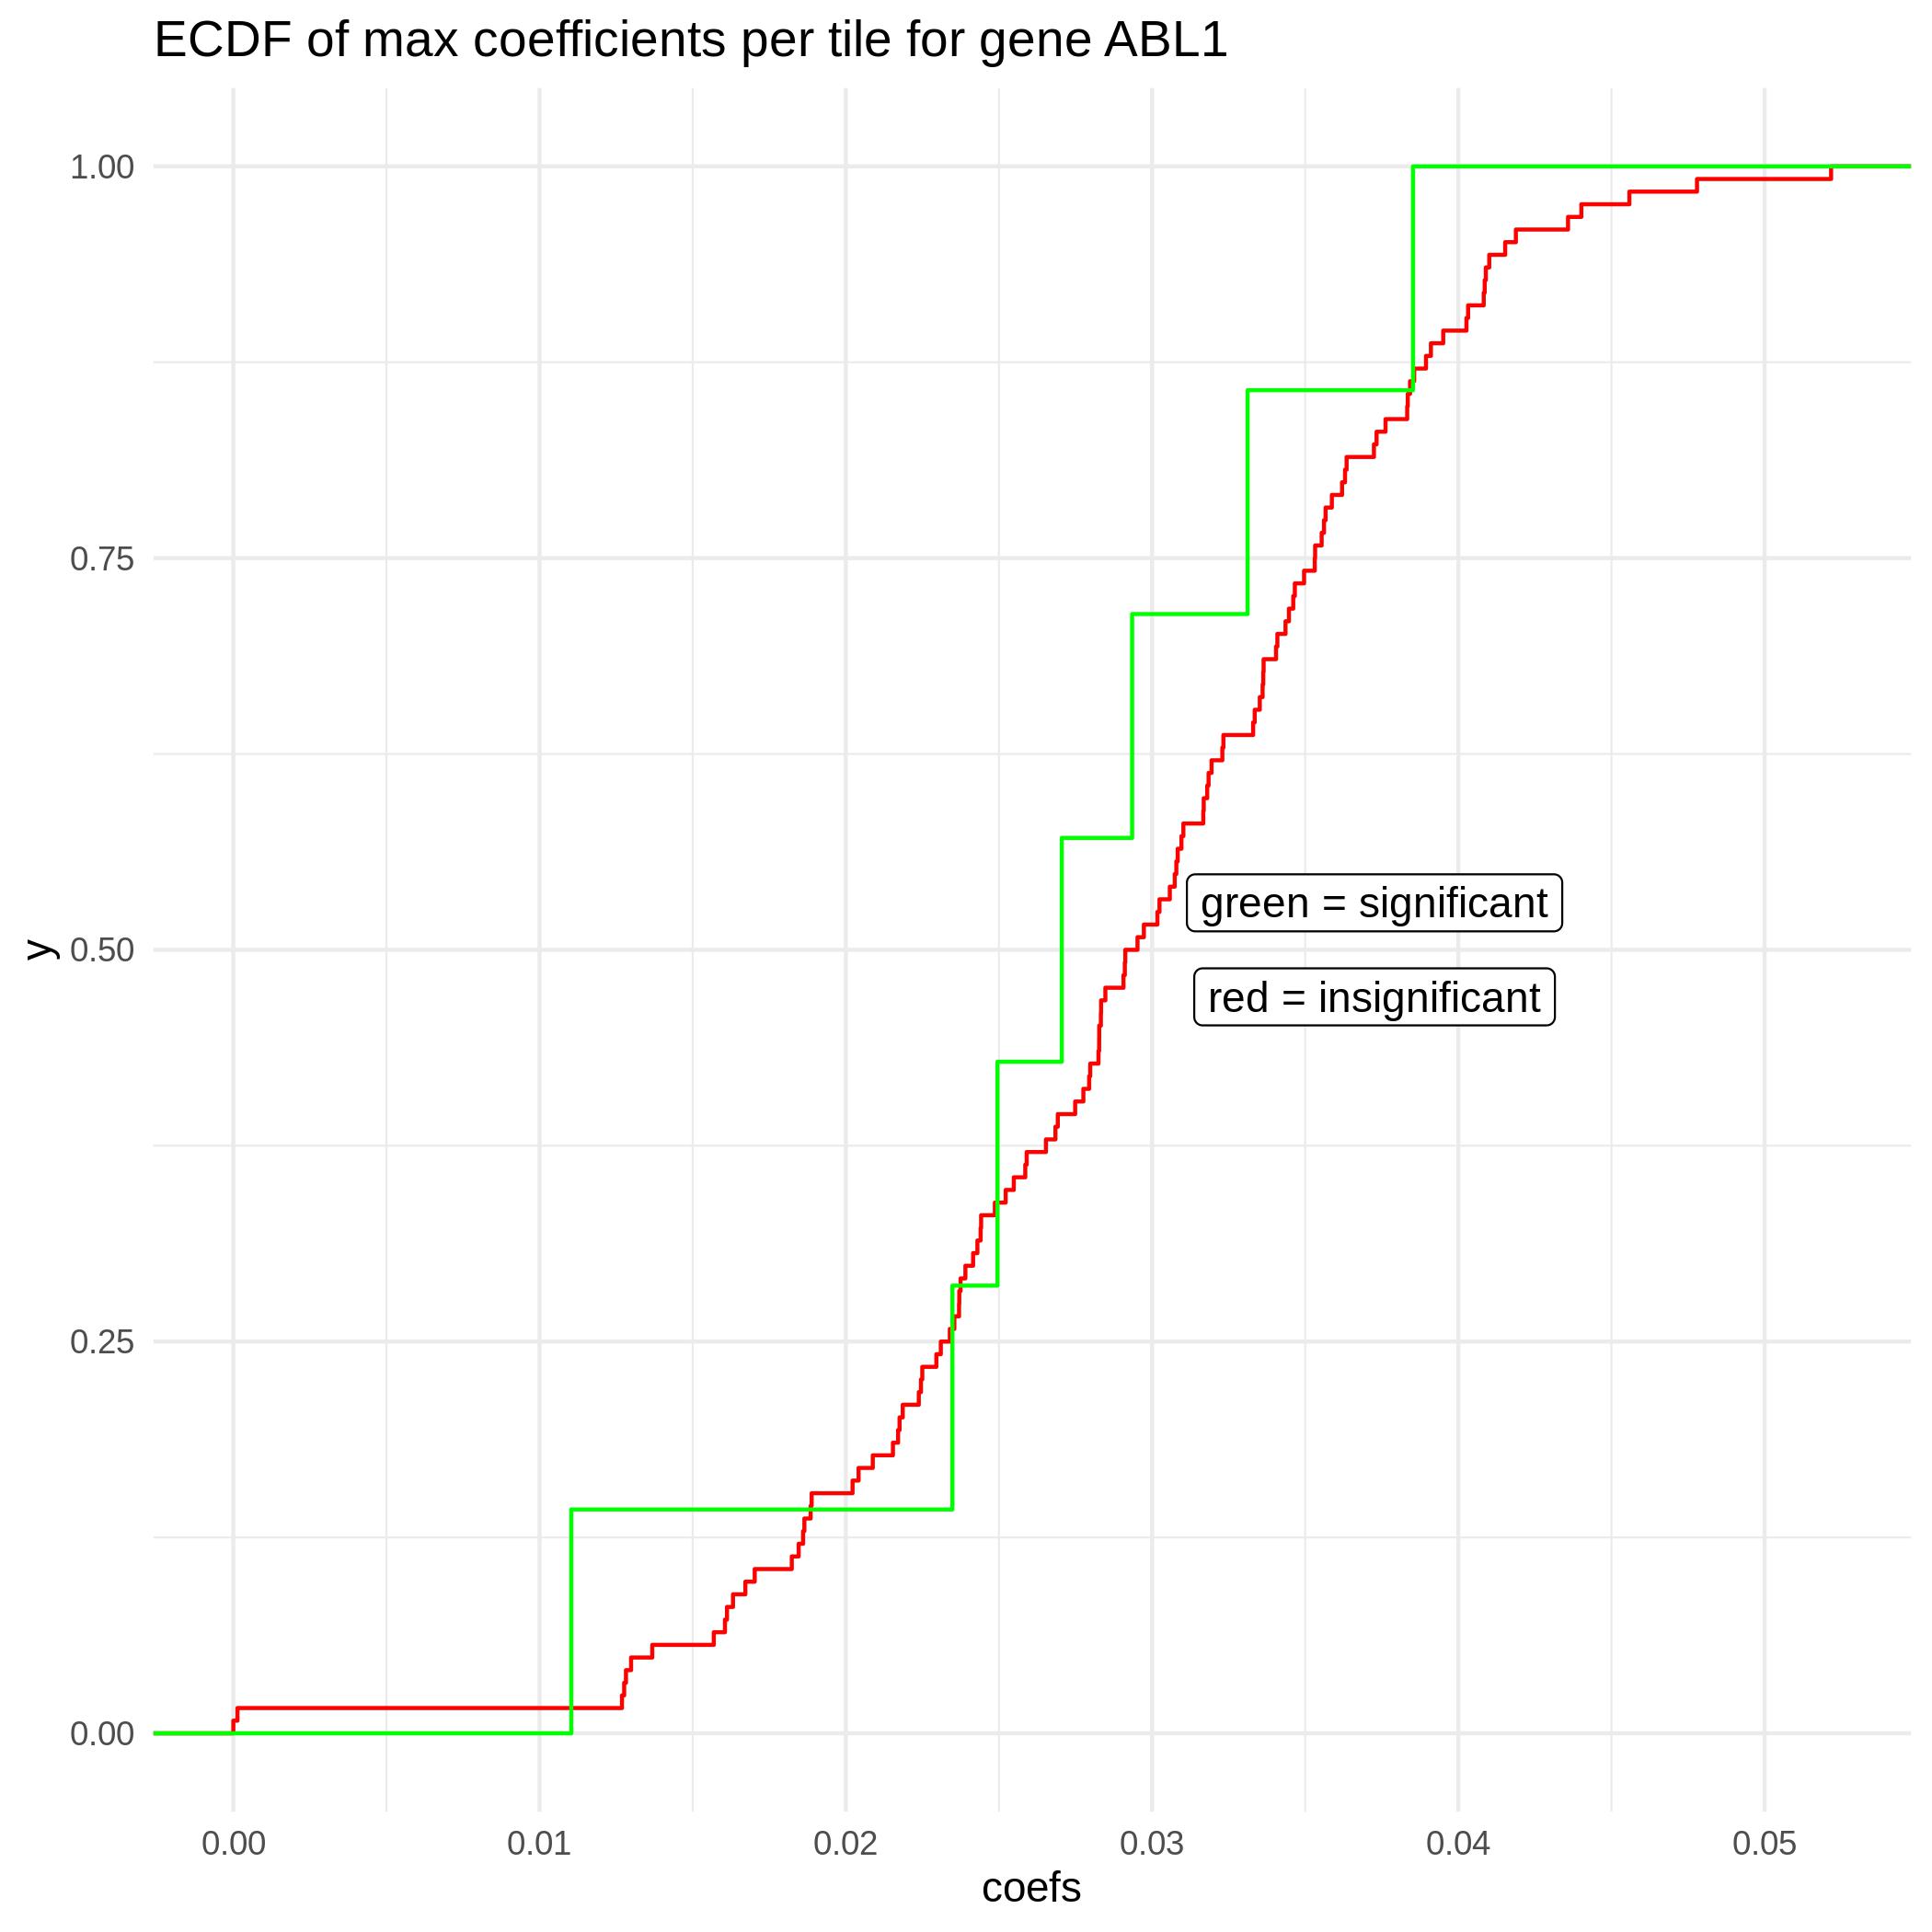 ECDF of max coefficients per tile for gene ABL1
1.00
0.75
0.50
0.25
0.00
y
green = significant
red = insignificant
0.00 0.01 0.02 0.03 0.04 0.05
coefs